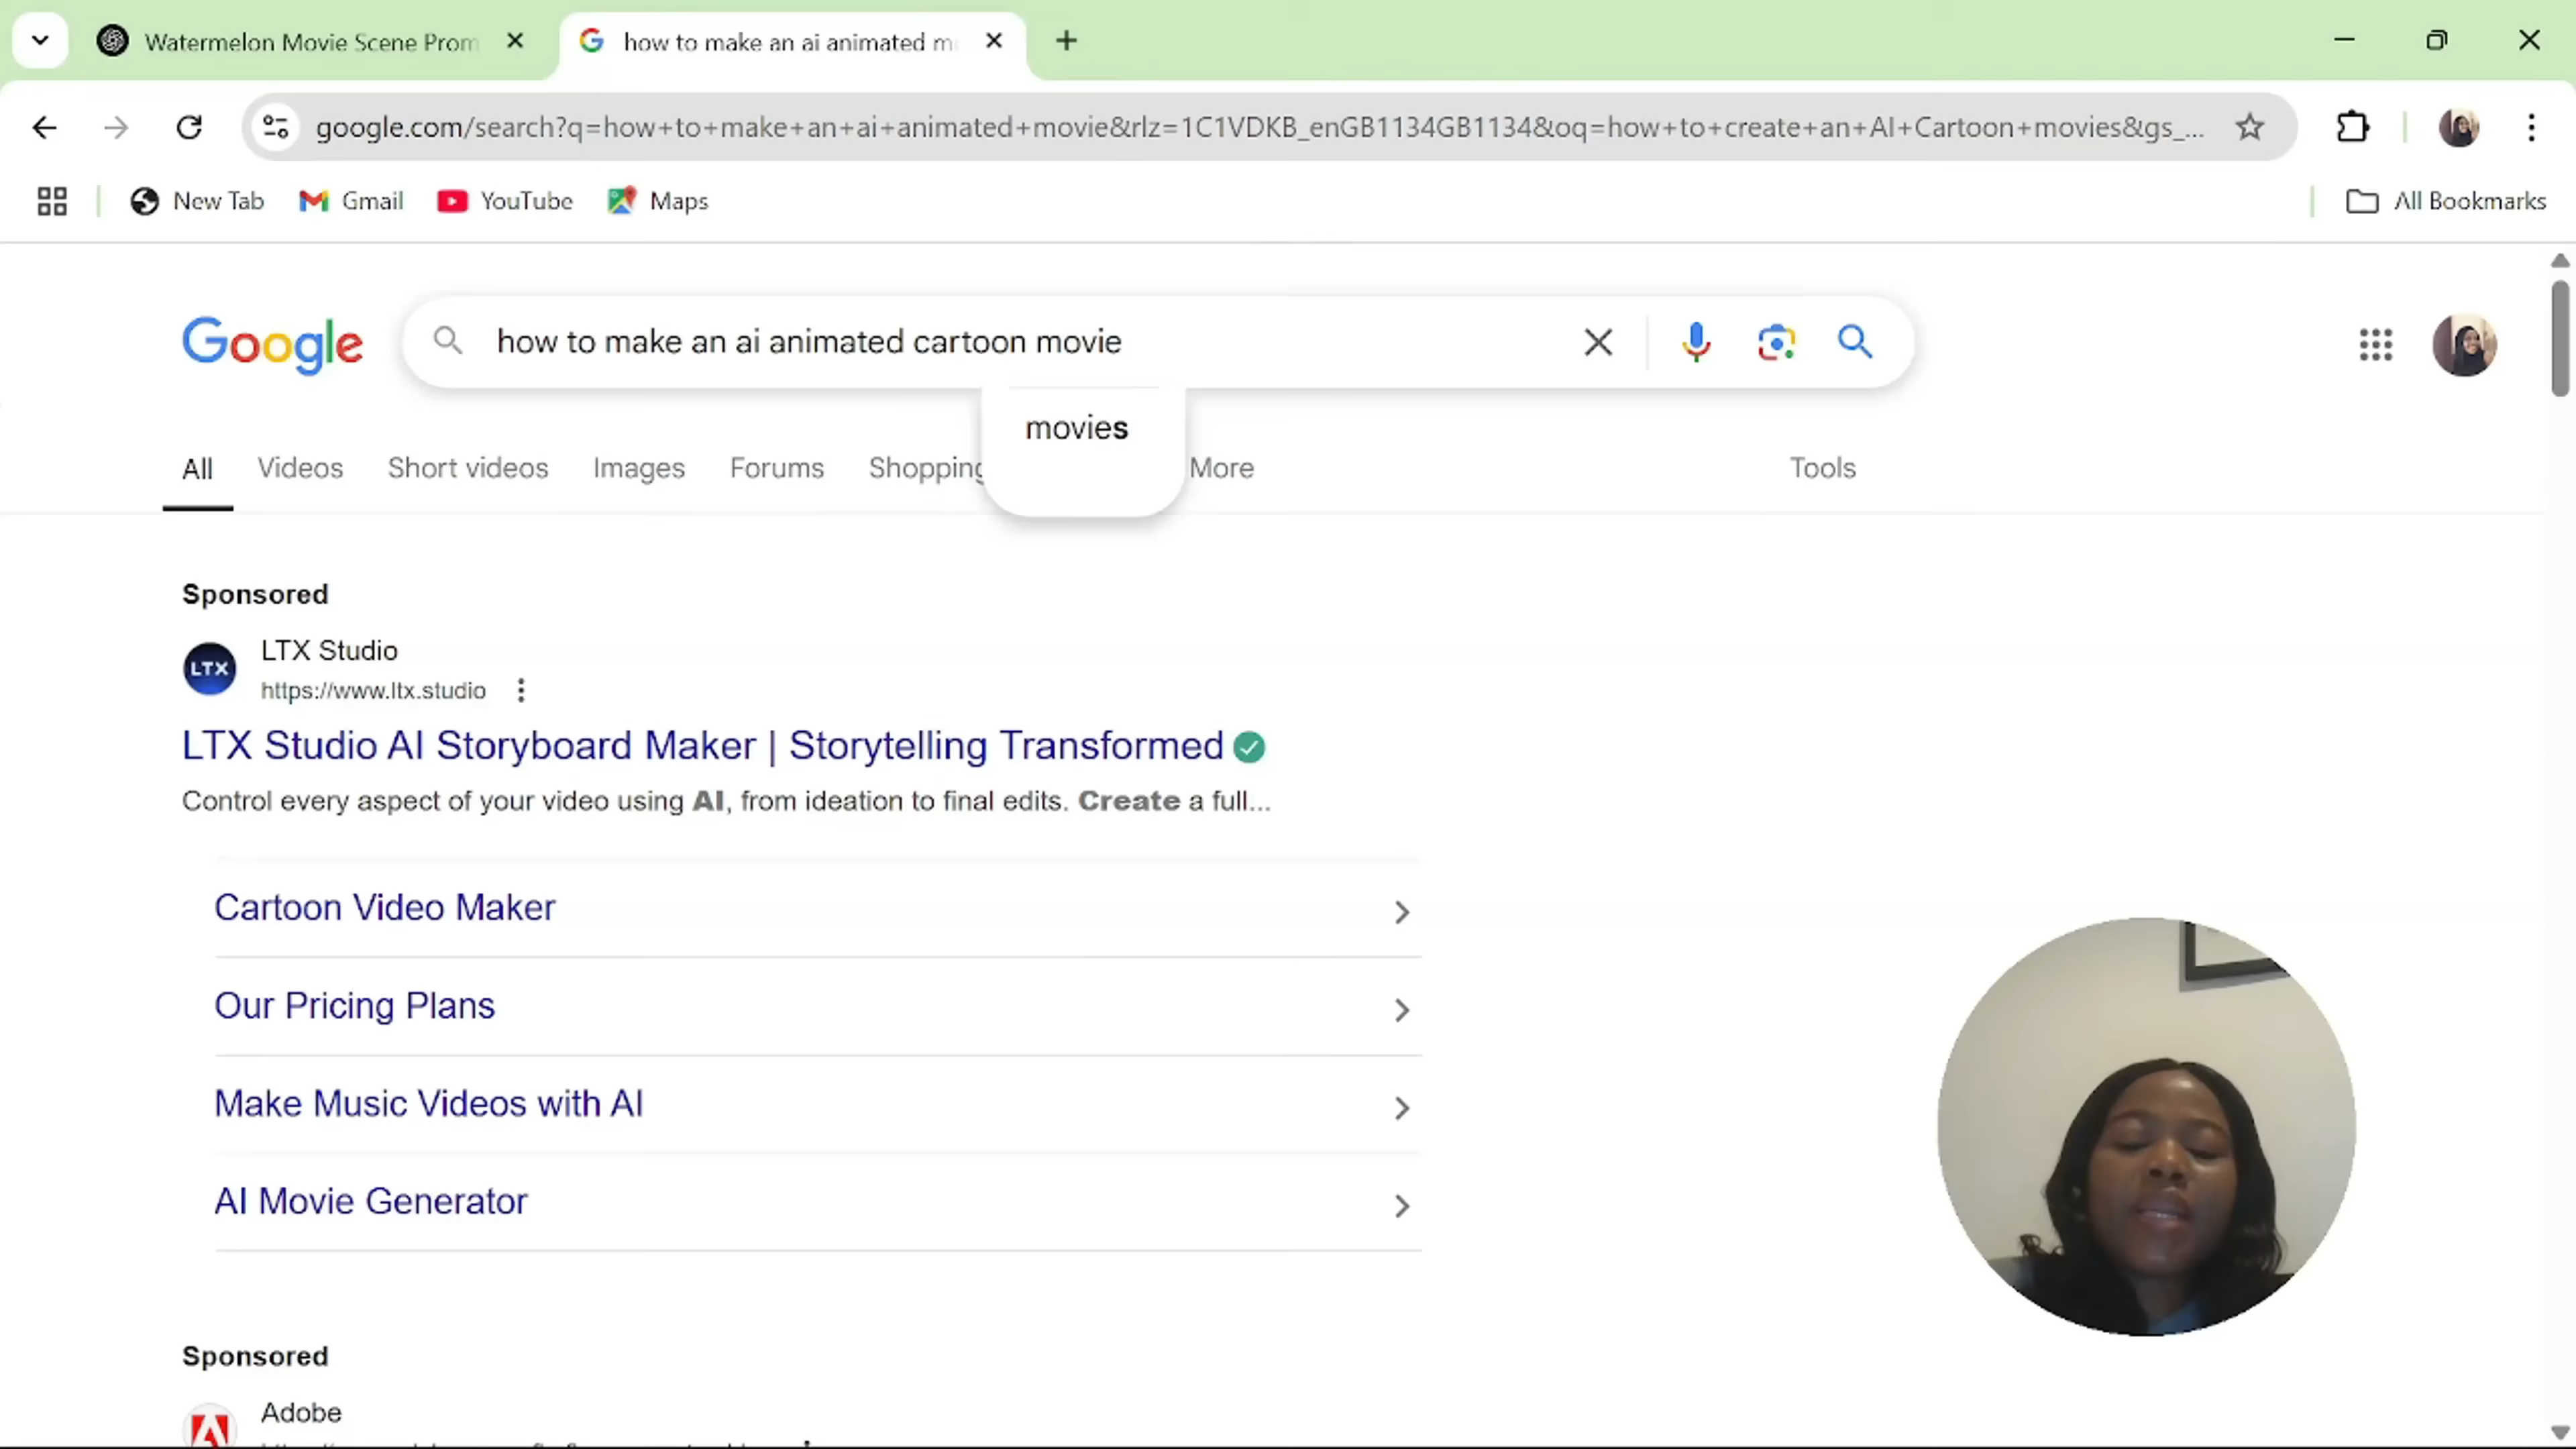 Watermelon Movie Scene Prom
how to make an ai animated m
google.com/search?q=how+to+make+an+ai+animated+movie&rlz=1C1VDKB_enGB1134GB1134&oq=how+to+create+an+AI+Cartoon+movies&gs_...
New Tab
Gmail
YouTube
Maps
All Bookmarks
Google
how to make an ai animated cartoon movie
movies
All
Videos
Short videos
Images
Forums
Shopping
More
Tools
Sponsored
LTX
LTX Studio
https://www.ltx.studio
LTX Studio AI Storyboard Maker | Storytelling Transformed
Control every aspect of your video using AI, from ideation to final edits. Create a full...
Cartoon Video Maker
Our Pricing Plans
Make Music Videos with AI
AI Movie Generator
Sponsored
Adobe